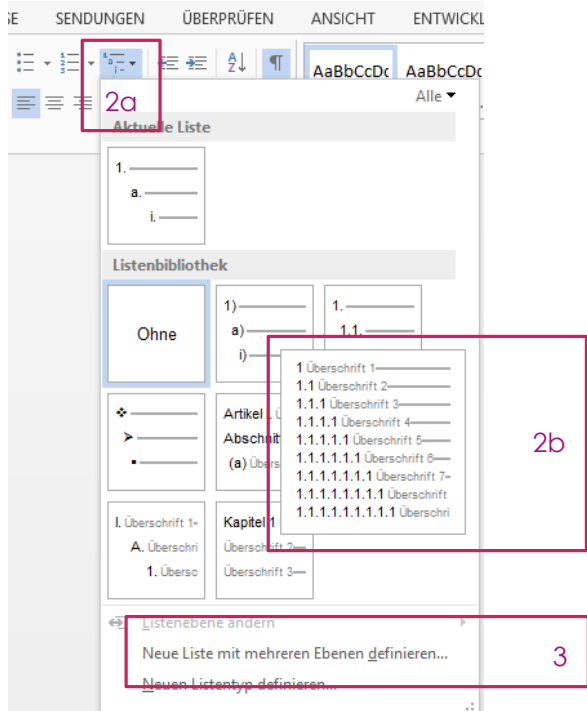 SE SENDUNGEN ÜBERPRÜFEN ANSICHT ENTWICKL
AaBbCcDc AaBbCcDc
2a
Alle
Aktuelle Liste
1.
a.
i.
Listenbibliothek
Ohne
1)
a)
i)
1.
1.1.
1 Überschrift 1
1.1 Überschrift 2
1.1.1 Überschrift 3
1.1.1.1 Überschrift 4
1.1.1.1.1 Überschrift 5
1.1.1.1.1.1 Überschrift 6
1.1.1.1.1.1.1 Überschrift 7
1.1.1.1.1.1.1.1 Überschrift
1.1.1.1.1.1.1.1.1 Überschri
2b
Artikel I. Ü
Abschnitt
(a) Übers
I. Überschrift 1
A. Überschri
1. Übersc
Kapitel 1
Überschrift 2
Überschrift 3
Listenebene ändern
Neue Liste mit mehreren Ebenen definieren...
3
Neuen Listentyp definieren...